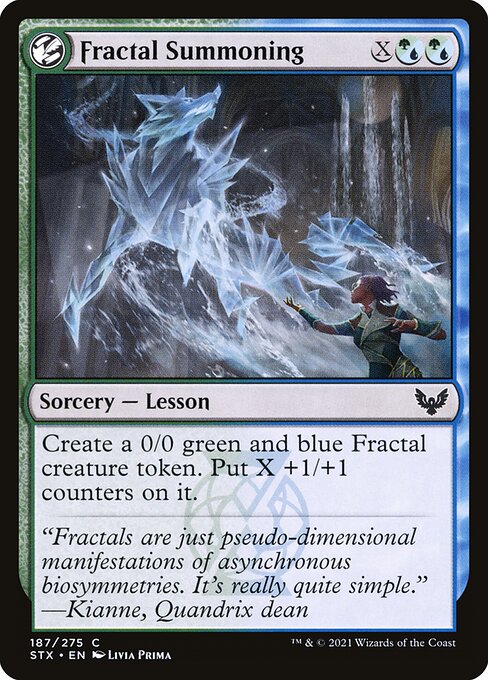 Fractal Summoning X
Sorcery — Lesson
Create a 0/0 green and blue Fractal
creature token. Put X +1/+1
counters on it.
“Fractals are just pseudo-dimensional
manifestations of asynchronous
biosymmetries. It’s really quite simple.”
—Kianne, Quandrix dean
187/275 C
STX • EN Livia Prima
™ & © 2021 Wizards of the Coast